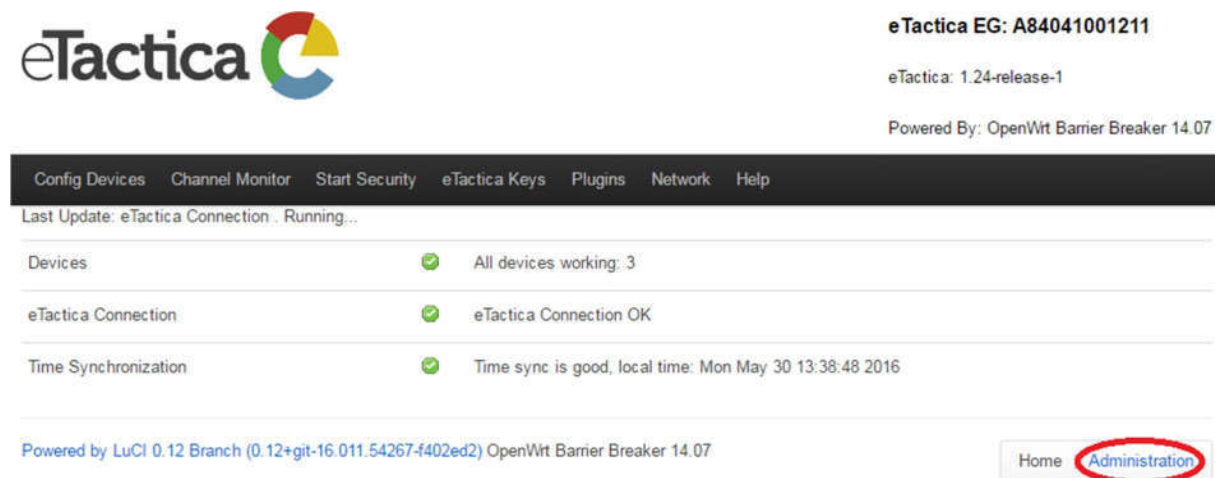 eTactica
eTactica EG: A84041001211
eTactica: 1.24-release-1
Powered By: OpenWrt Barrier Breaker 14.07
Config Devices Channel Monitor Start Security eTactica Keys Plugins Network Help
Last Update: eTactica Connection . Running...
Devices All devices working: 3
eTactica Connection eTactica Connection OK
Time Synchronization Time sync is good, local time: Mon May 30 13:38:48 2016
Powered by LuCI 0.12 Branch (0.12+git-16.011.54267-f402ed2) OpenWrt Barrier Breaker 14.07
Home Administration